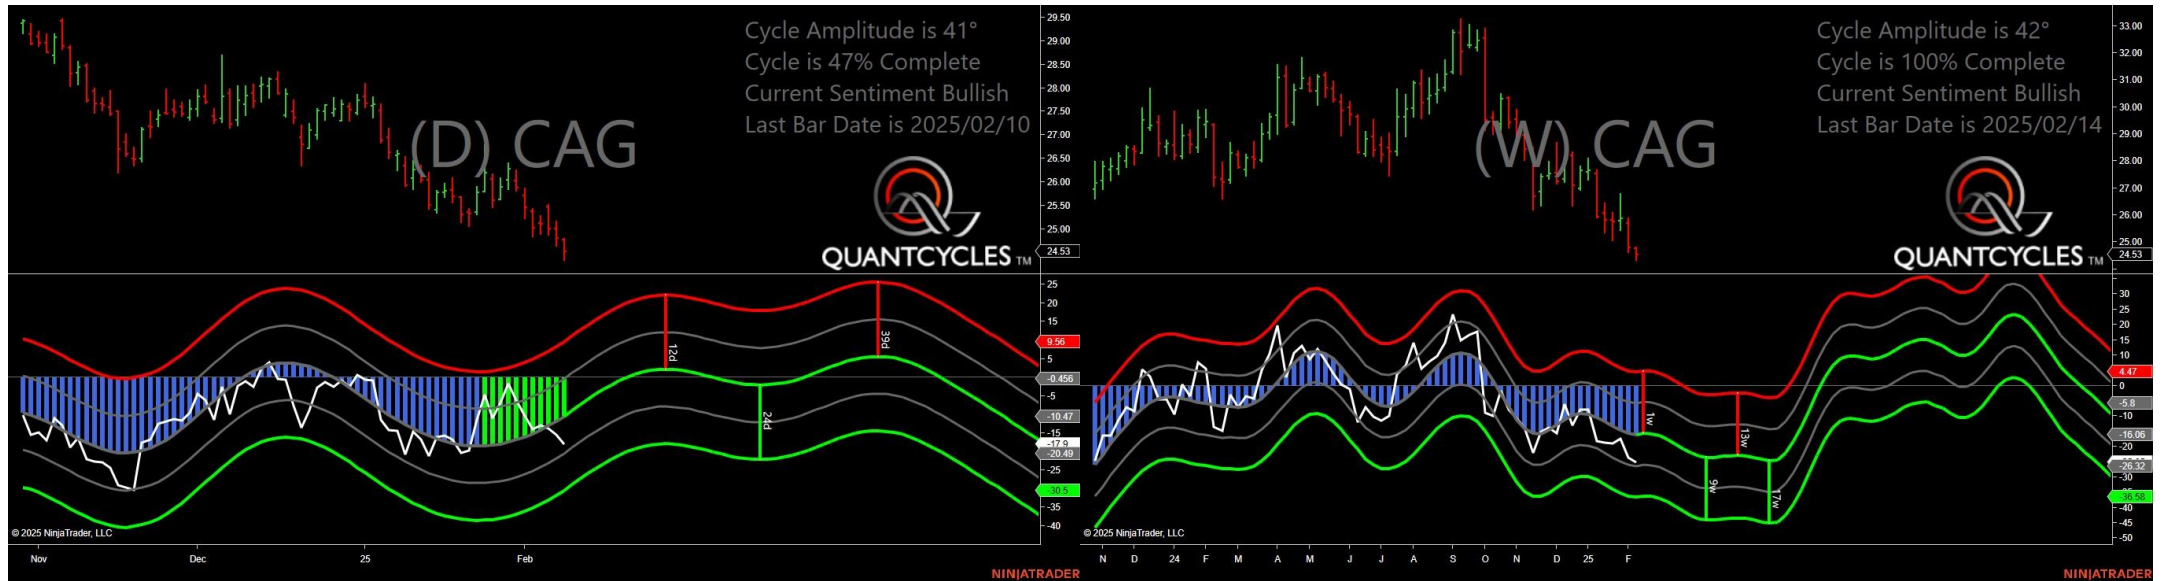 Cycle Amplitude is 41°
Cycle is 47% Complete
Current Sentiment Bullish
Last Bar Date is 2025/02/10
(D) CAG
QUANTCYCLES TM
29.50
29.00
28.50
28.00
27.50
27.00
26.50
26.00
25.50
25.00
24.53
25
20
15
9.56
5
-0.456
-5
-10.47
-15
-17.9
-20.49
-25
-30.5
-35
-40
12d
24d
39d
© 2025 NinjaTrader, LLC
Nov
Dec
25
Feb
NINJATRADER
Cycle Amplitude is 42°
Cycle is 100% Complete
Current Sentiment Bullish
Last Bar Date is 2025/02/14
(W) CAG
QUANTCYCLES TM
33.00
32.00
31.00
30.00
29.00
28.00
27.00
26.00
25.00
24.53
30
25
20
15
10
4.47
0
-5.8
-10
-16.06
-20
-26.32
-30
-36.58
-40
-45
-50
1w
9w
13w
17w
© 2025 NinjaTrader, LLC
N
D
24
F
M
A
M
J
J
A
S
O
N
D
25
F
NINJATRADER